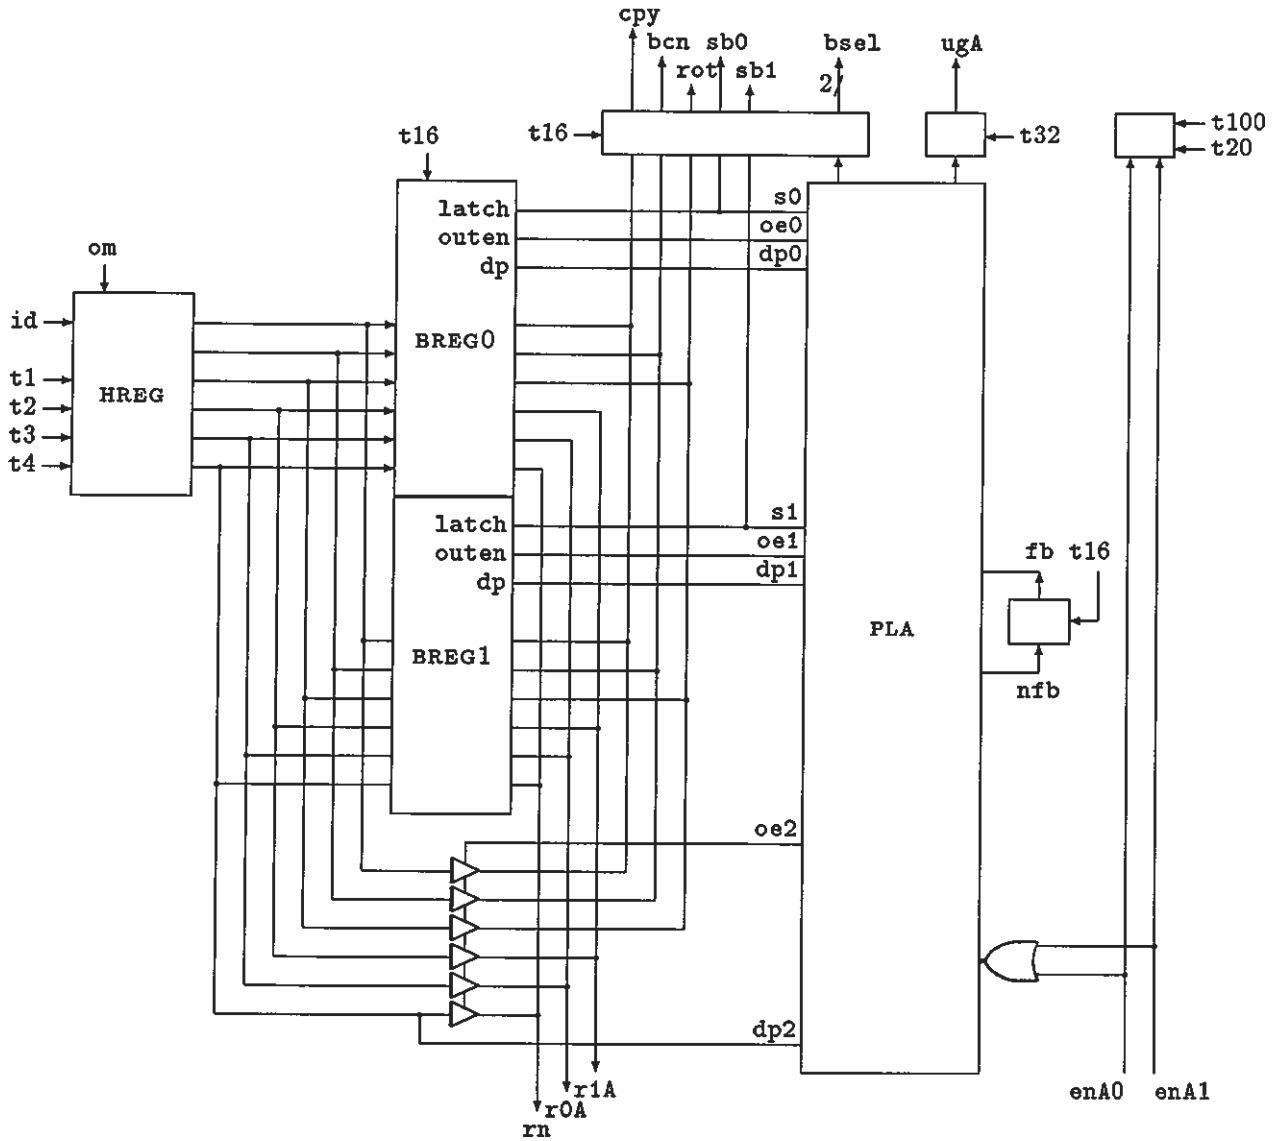 cpy
bcn sb0 bsel ugA
rot sb1
2
t16 t32 t100
t20
t16
latch s0
outen oe0
dp dp0
om
id
BREG0
t1 HREG
t2
t3
t4
latch s1
outen oe1
dp dp1
fb t16
PLA
BREG1
nfb
oe2
dp2
r1A enA0 enA1
r0A
rn